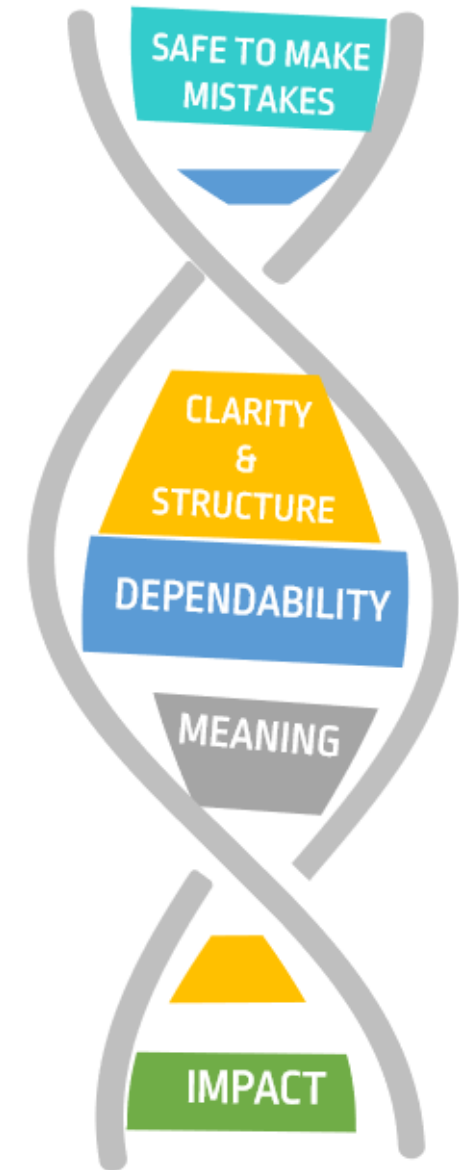 SAFE TO MAKE
MISTAKES
CLARITY
&
STRUCTURE
DEPENDABILITY
MEANING
IMPACT